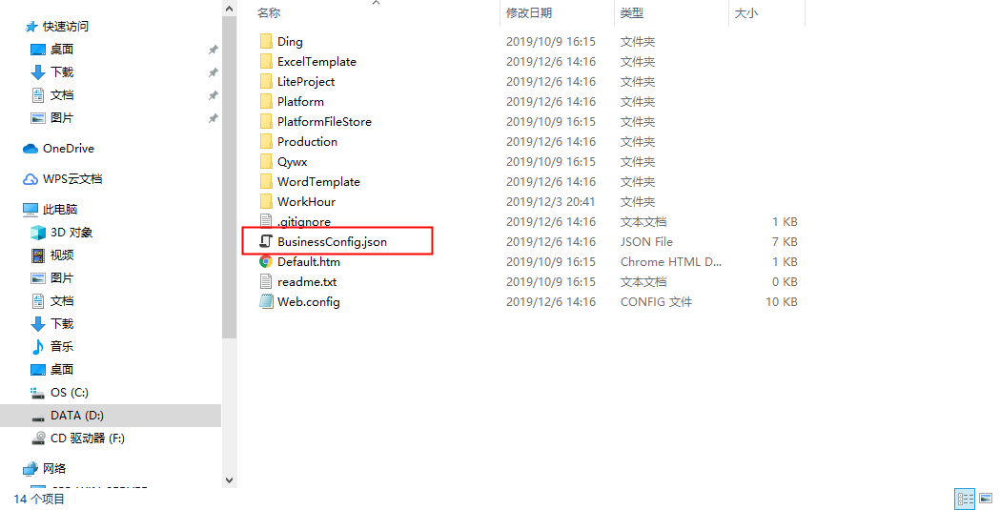 名称 修改日期 类型 大小
快速访问
桌面
下载
文档
图片
OneDrive
WPS云文档
此电脑
3D 对象
视频
图片
文档
下载
音乐
桌面
OS (C:)
DATA (D:)
CD 驱动器 (F:)
网络
Ding 2019/10/9 16:15 文件夹
ExcelTemplate 2019/12/6 14:16 文件夹
LiteProject 2019/12/6 14:16 文件夹
Platform 2019/12/6 14:16 文件夹
PlatformFileStore 2019/10/9 16:15 文件夹
Production 2019/12/6 14:16 文件夹
Qywx 2019/10/9 16:15 文件夹
WordTemplate 2019/12/6 14:16 文件夹
WorkHour 2019/12/3 20:41 文件夹
.gitignore 2019/12/6 14:16 文本文档 1 KB
BusinessConfig.json 2019/12/6 14:16 JSON File 7 KB
Default.htm 2019/10/9 16:15 Chrome HTML D... 1 KB
readme.txt 2019/10/9 16:15 文本文档 0 KB
Web.config 2019/12/6 14:16 CONFIG 文件 10 KB
14 个项目